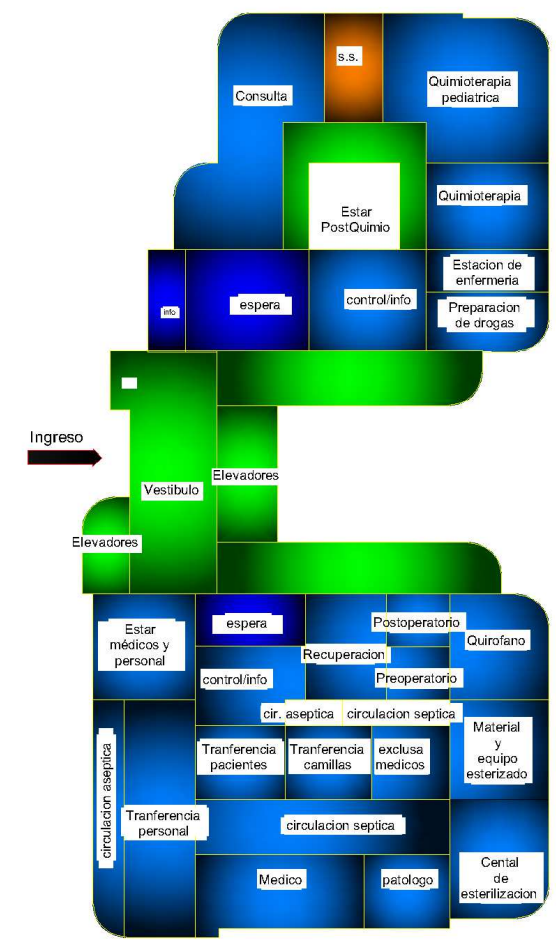 s.s.
Consulta
Quimioterapia
pediatrica
Quimioterapia
Estar
PostQuimio
Estacion de
enfermeria
info
espera
control/info
Preparacion
de drogas
Ingreso
Vestibulo
Elevadores
Elevadores
Estar
médicos y
personal
espera
Postoperatorio
Quirofano
Recuperacion
control/info
Preoperatorio
cir. aseptica
circulacion septica
Material
y
equipo
esterizado
Tranferencia
pacientes
Tranferencia
camillas
exclusa
medicos
circulacion aseptica
Tranferencia
personal
circulacion septica
Medico
patologo
Cental
de
esterilizacion